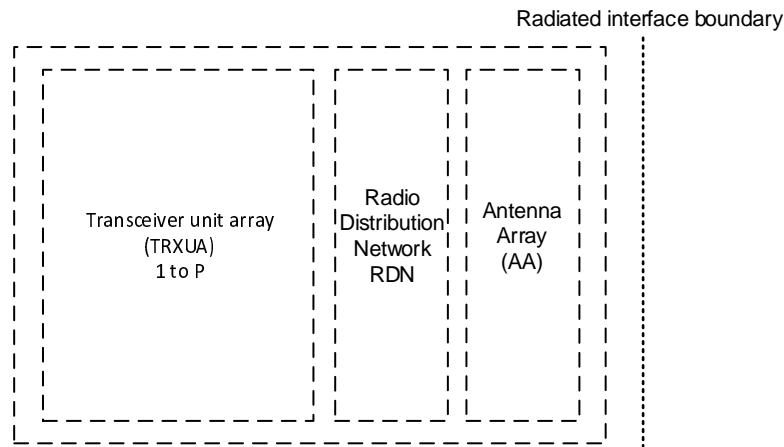 Radiated interface boundary
Transceiver unit array
(TRXUA)
1 to P
Radio
Distribution
Network
RDN
Antenna
Array
(AA)